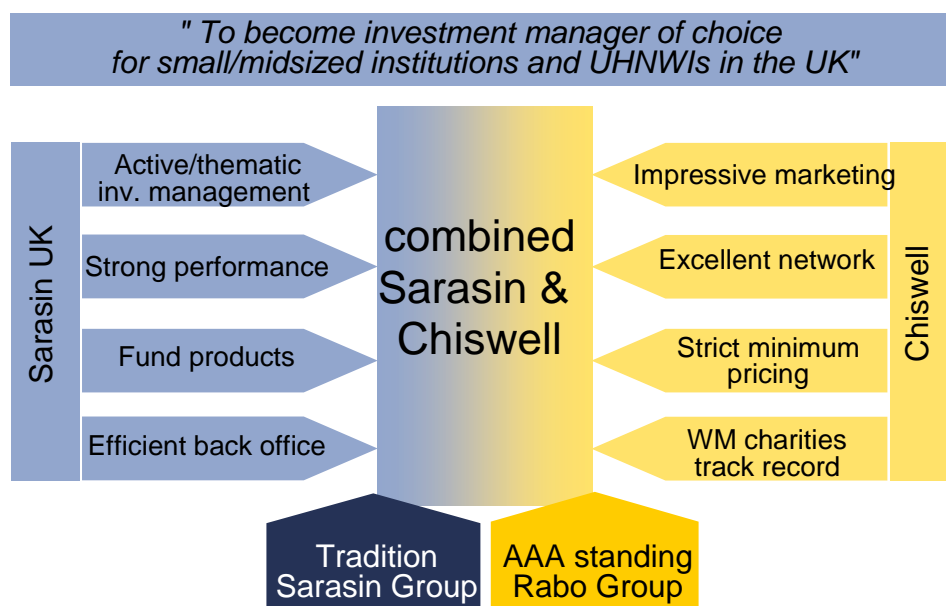 " To become investment manager of choice
for small/midsized institutions and UHNWIs in the UK"
Sarasin UK
Active/thematic
inv. management
Strong performance
Fund products
Efficient back office
combined
Sarasin &
Chiswell
Impressive marketing
Excellent network
Strict minimum
pricing
WM charities
track record
Chiswell
Tradition
Sarasin Group
AAA standing
Rabo Group